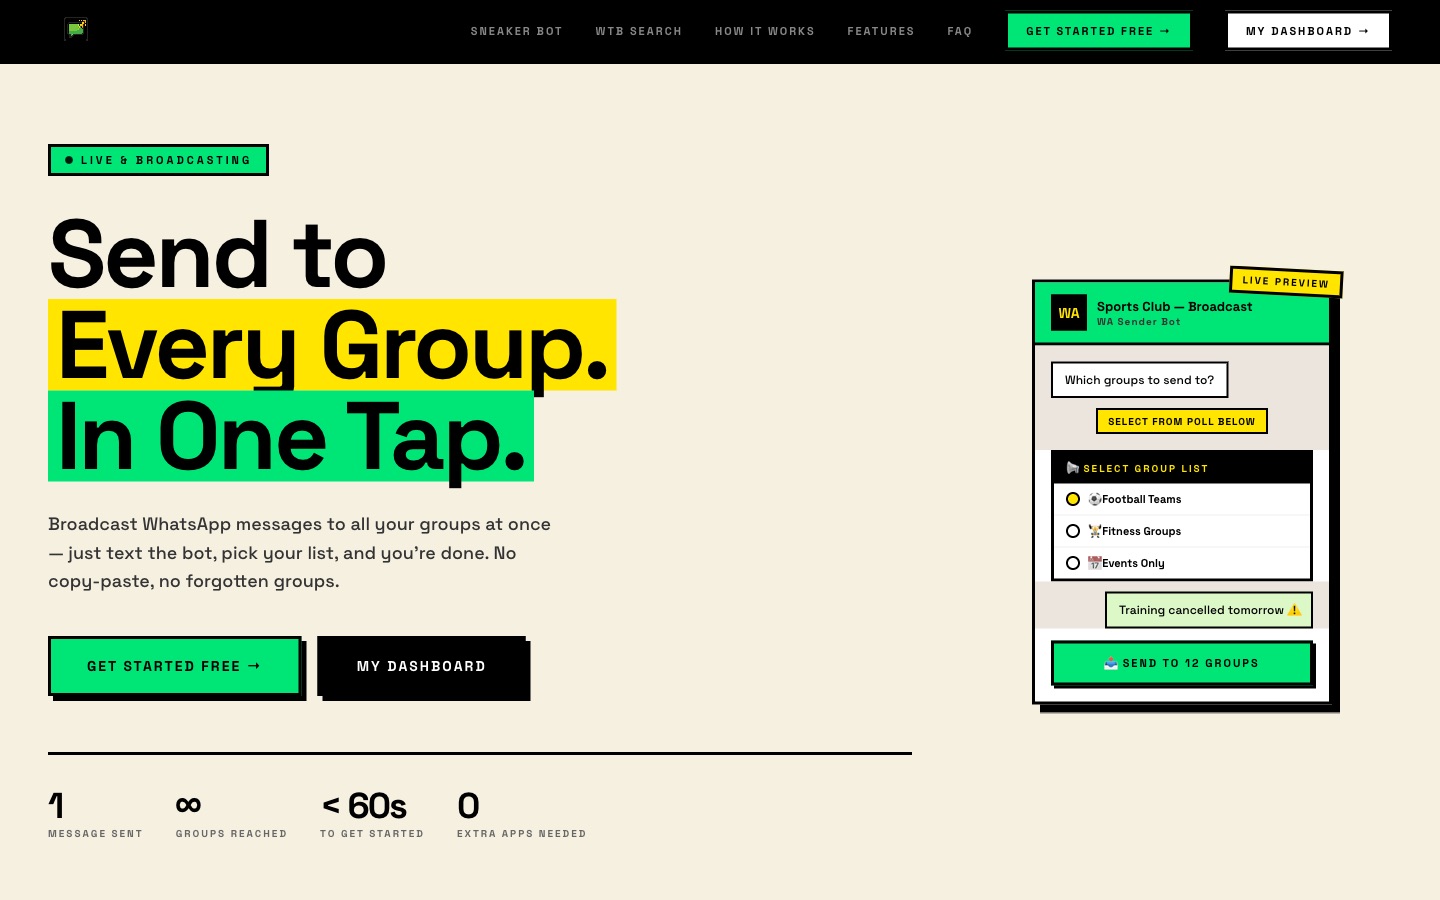 SNEAKER BOT
WTB SEARCH
HOW IT WORKS
FEATURES
FAQ
GET STARTED FREE →
MY DASHBOARD →
LIVE & BROADCASTING
Send to
Every Group.
In One Tap.
Broadcast WhatsApp messages to all your groups at once
— just text the bot, pick your list, and you're done. No
copy-paste, no forgotten groups.
GET STARTED FREE →
MY DASHBOARD
1
MESSAGE SENT
∞
GROUPS REACHED
< 60s
TO GET STARTED
0
EXTRA APPS NEEDED
LIVE PREVIEW
WA
Sports Club — Broadcast
WA Sender Bot
Which groups to send to?
SELECT FROM POLL BELOW
📢 SELECT GROUP LIST
⚽Football Teams
🏋️Fitness Groups
📅Events Only
Training cancelled tomorrow ⚠️
📤 SEND TO 12 GROUPS